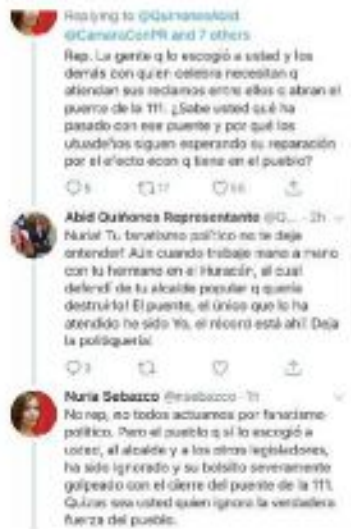 Replying to @QuinonesAbid
@CamaraConPR and 7 others
Rep. La gente q lo escogió a usted y los
demás con quien celebra necesitan q
atiendan sus reclamos entre ellos q abran el
puente de la 111. ¿Sabe usted qué ha
pasado con ese puente y por qué los
utuadeños siguen esperando su reparación
por el efecto econ q tiene en el pueblo?
17
Abid Quiñones Representante @Q... · 2h
Nuria! Tu fanatismo político no te deja
entender! Aún cuando trabaje mano a mano
con tu hermano en el Huracán, al cual
defendí de tu alcalde popular q quería
destruirlo! El puente, el único que lo ha
atendido he sido Yo, el récord está ahí! Deja
la politiquería!
3
Nuria Sebazco @nsebazco · 1h
No rep, no todos actuamos por fanatismo
político. Pero el pueblo q sí lo escogió a
usted, al alcalde y a los otros legisladores,
ha sido ignorado y su bolsillo severamente
golpeado con el cierre del puente de la 111.
Quizas sea usted quien ignora la verdadera
fuerza del pueblo.